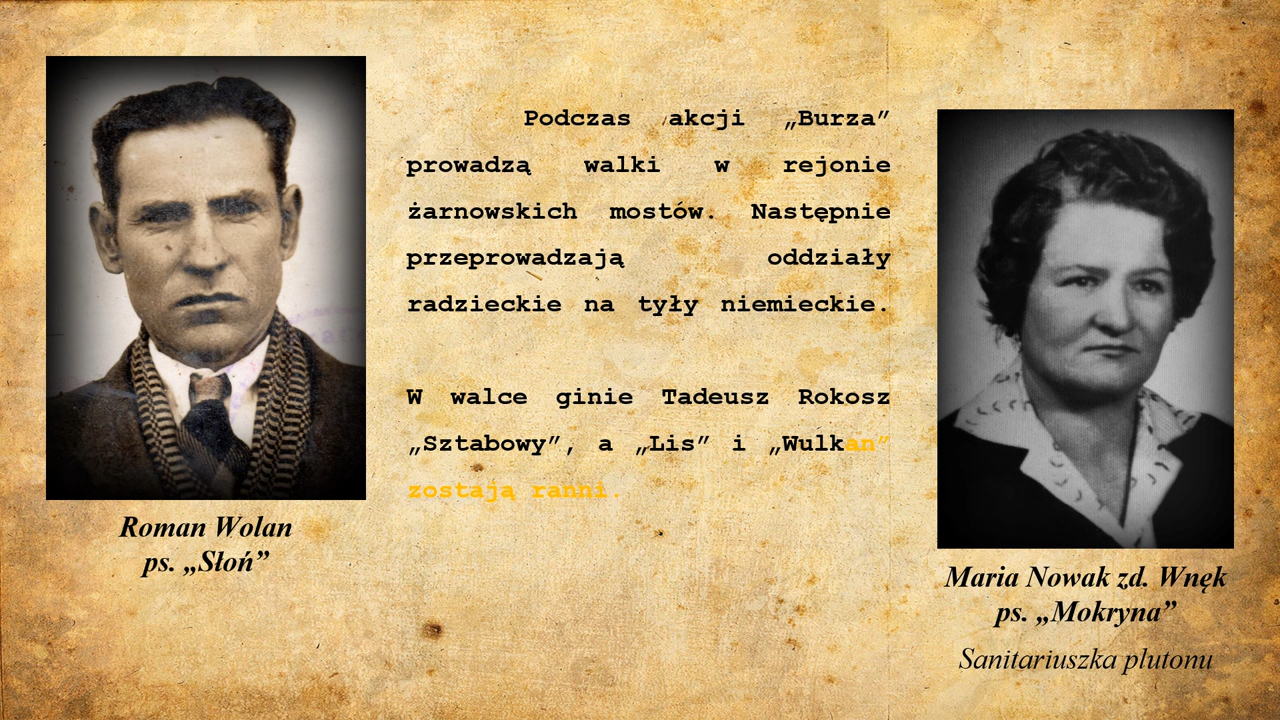 Podczas akcji „Burza”
prowadzą walki w rejonie
żarnowskich mostów. Następnie
przeprowadzają oddziały
radzieckie na tyły niemieckie.
W walce ginie Tadeusz Rokosz
„Sztabowy”, a „Lis” i „Wulkan”
zostają ranni.
Roman Wolan
ps. „Słoń”
Maria Nowak zd. Wnęk
ps. „Mokryna”
Sanitariuszka plutonu